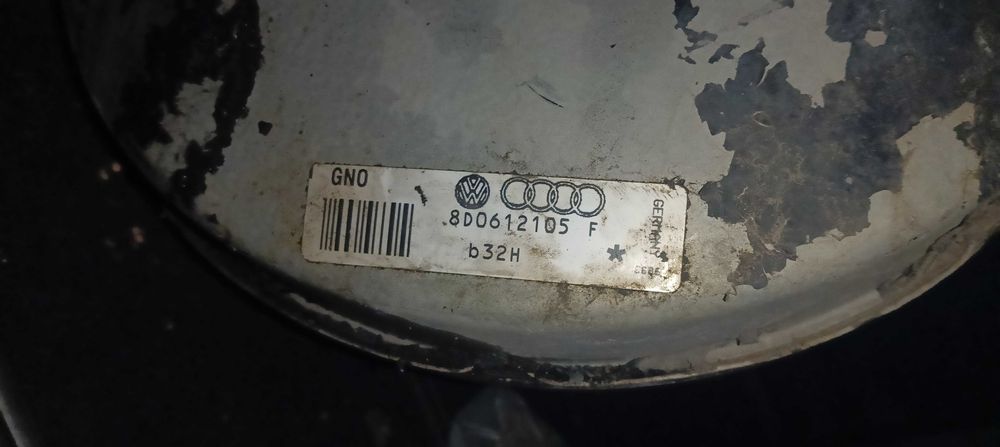 GNO
8D0612105 F
b32H *
GERMANY